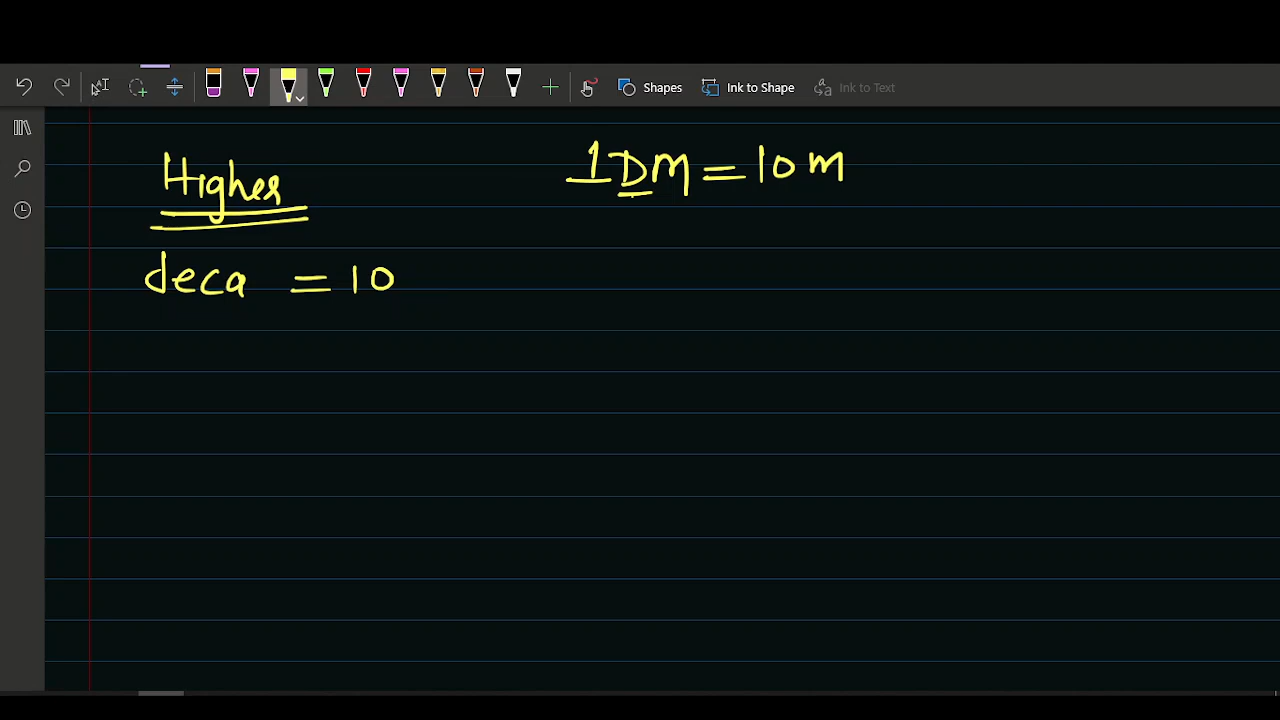 Shapes Ink to Shape Ink to Text
Higher
1DM = 10m
deca = 10